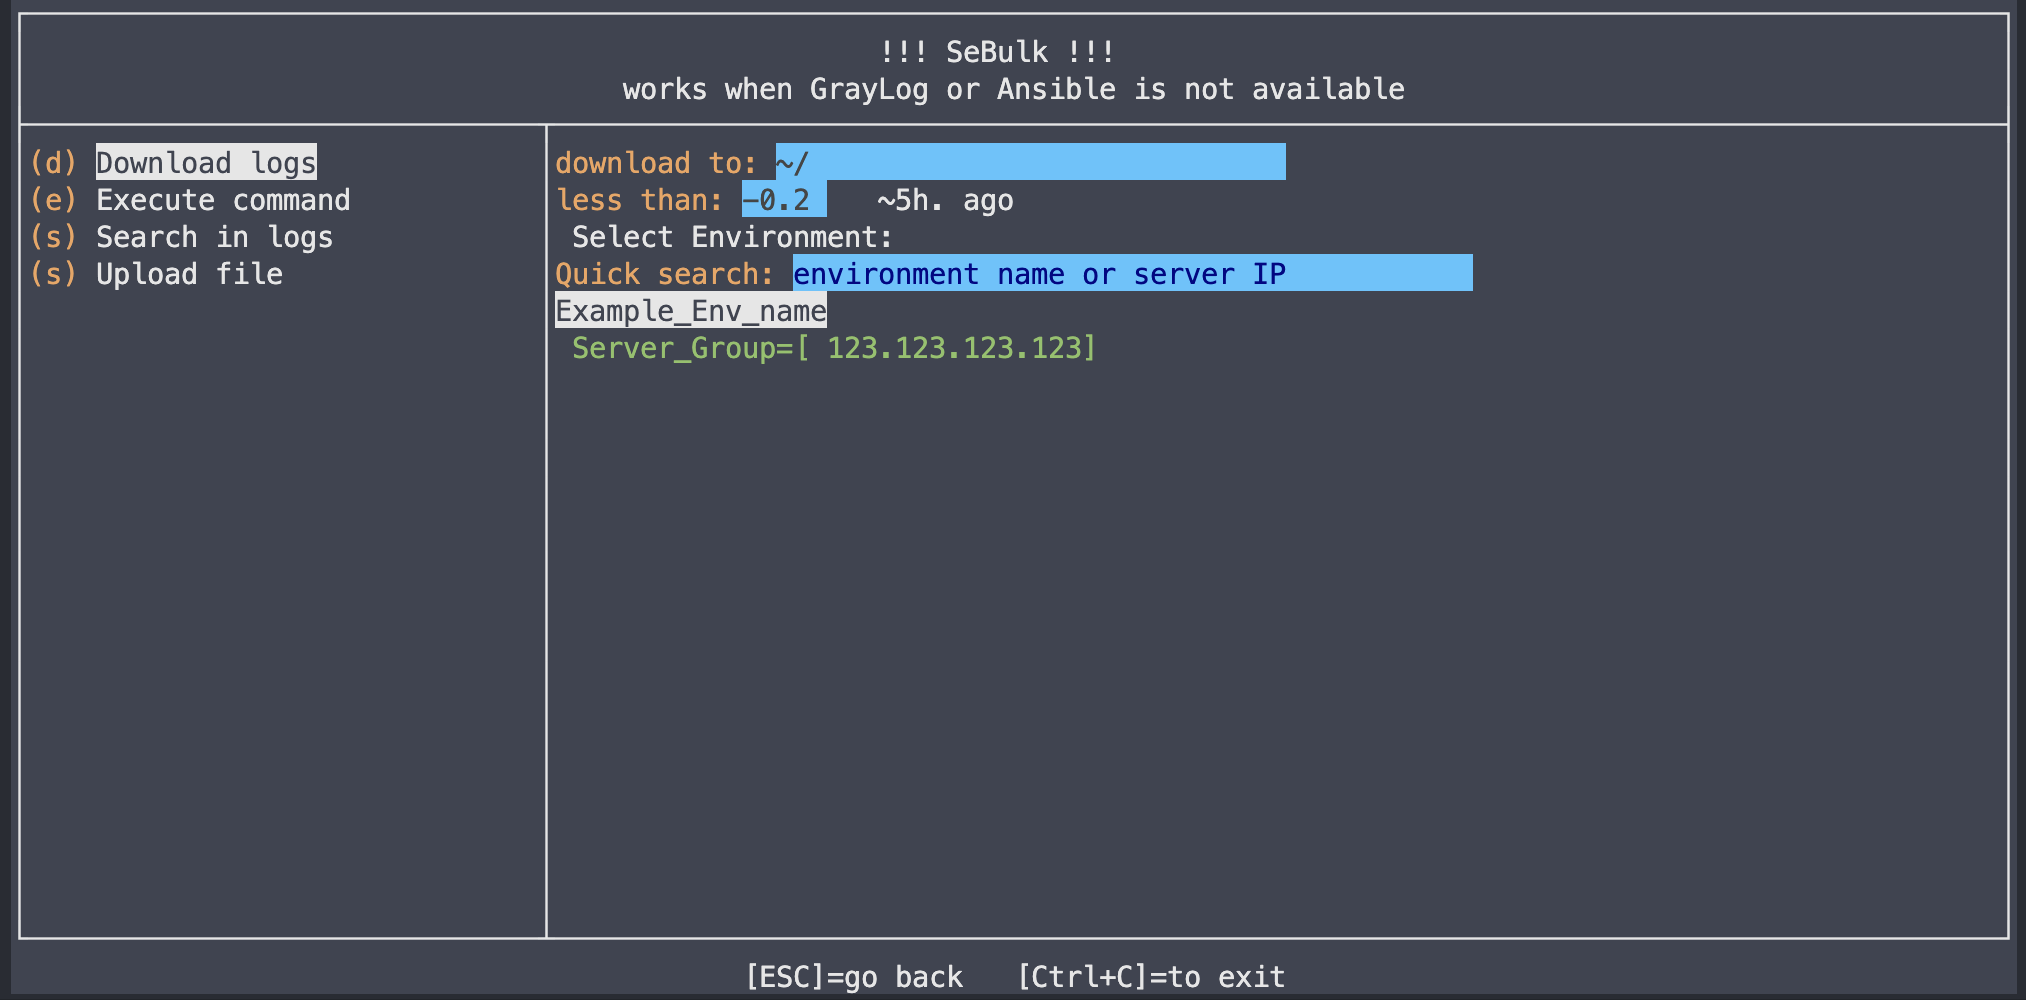 !!! SeBulk !!!
works when GrayLog or Ansible is not available
(d) Download logs
(e) Execute command
(s) Search in logs
(s) Upload file
download to: ~/
less than: -0.2 ~5h. ago
Select Environment:
Quick search: environment name or server IP
Example_Env_name
Server_Group=[ 123.123.123.123]
[ESC]=go back [Ctrl+C]=to exit